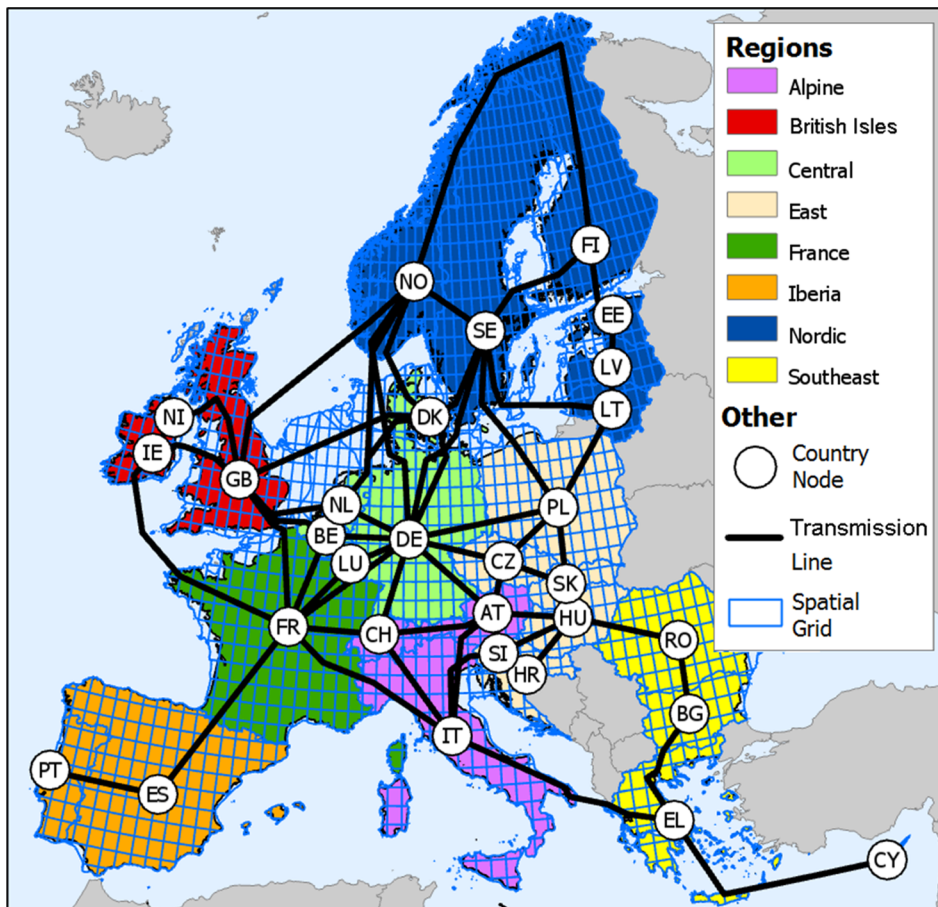 Regions
Alpine
British Isles
Central
East
France
Iberia
Nordic
Southeast
Other
Country
Node
Transmission
Line
Spatial
Grid
FI
NO
EE
SE
LV
LT
DK
NI
IE
GB
NL
PL
BE
DE
CZ
LU
SK
AT
HU
FR
CH
RO
SI
HR
BG
IT
PT
ES
EL
CY